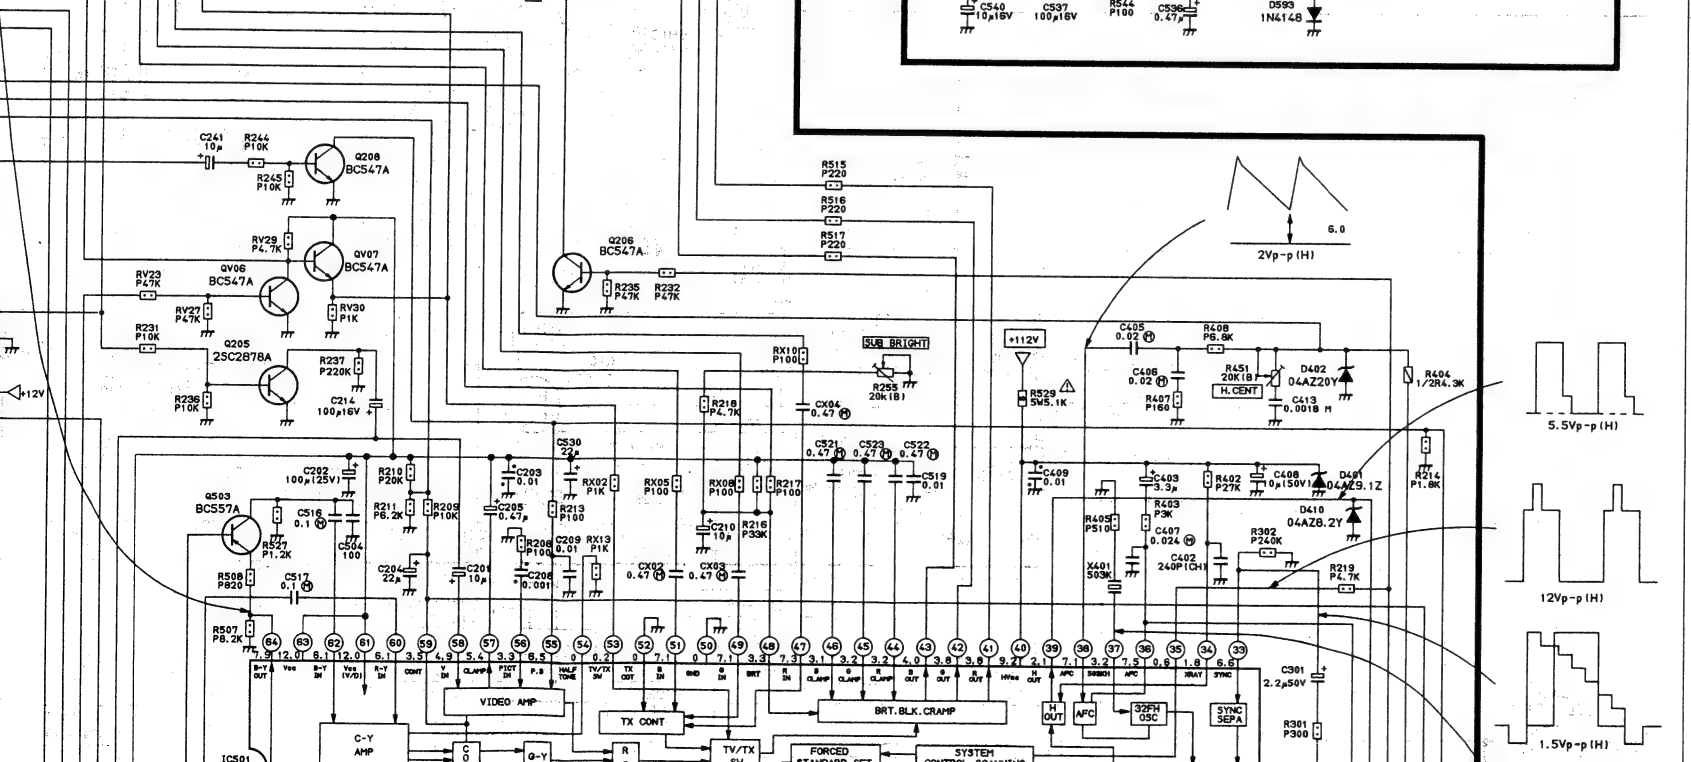 C540
10μ16V
C537
100μ16V
R544
P100
C536
0.47μ
D593
1N4148
C241
10μ
R244
P10K
R245
P10K
Q208
BC547A
RV29
P4.7K
QV07
BC547A
QV06
BC547A
RV23
P47K
RV27
P47K
RV30
P1K
R231
P10K
Q205
2SC2878A
R237
P220K
R236
P10K
C214
100μ16V
+12V
Q206
BC547A
R235
P47K
R232
P47K
R515
P220
R516
P220
R517
P220
6.0
2Vp-p(H)
SUB BRIGHT
RX10
P100
R255
20k(B)
R218
P4.7K
CX04
0.47 M
+112V
R529
5W5.1K
C405
0.02 M
R408
P6.8K
C406
0.02 M
R407
P160
R451
20K(B)
H.CENT
C413
0.0018 M
D402
04AZ20Y
R404
1/2R4.3K
5.5Vp-p(H)
C202
100μ(25V)
R210
P20K
R211
P6.2K
R209
P10K
C203
0.01
C205
0.47μ
C530
22μ
R213
P100
RX02
P1K
RX05
P100
RX08
P100
R217
P100
C521
0.47 M
C523
0.47 M
C522
0.47 M
C519
0.01
C409
0.01
C403
3.3μ
R402
P27K
C408
10μ(50V)
D401
04AZ9.1Z
R214
P1.8K
Q503
BC557A
C516
0.1 M
C504
100
R527
P1.2K
R508
P820
C517
0.1 M
R507
P8.2K
C204
22μ
C201
10μ
R208
P100
C206
0.001
C209
0.01
RX13
P1K
CX02
0.47 M
C210
10μ
CX03
0.47 M
R216
P33K
R405
P510
R403
P3K
C407
0.024 M
C402
240P(CH)
X401
503K
D410
04AZ8.2Y
R302
P240K
R219
P4.7K
12Vp-p(H)
64 63 62 61 60 59 58 57 56 55 54 53 52 51 50 49 48 47 46 45 44 43 42 41 40 39 38 37 36 35 34 33
7.9 12.0 6.1 12.0 6.1 3.5 4.9 5.4 3.3 6.5 0 0.2 0 7.1 0 7.1 3.3 7.3 3.1 3.2 3.2 4.0 3.8 3.8 9.2 2.1 7.1 3.2 7.5 0.6 1.8 6.6
B-Y OUT
Vcc
B-Y IN
Vcc (V/D)
R-Y IN
CONT
Y IN
CLAMP
PICT IN
P.S
HALF TONE
TV/TX SW
B IN
GND
G IN
BRT
R IN
B CLAMP
G CLAMP
CLAMP
B OUT
G OUT
R OUT
HVcc
H OUT
AFC
AFC
XRAY
SYNC
C301
2.2μ50V
R301
P300
1.5Vp-p(H)
VIDEO AMP
TX CONT
BRT.BLK.CRAMP
H OUT
AFC
32FH OSC
SYNC SEPA
C-Y
AMP
IC501
C
O
G-Y
R
TV/TX
SW
FORCED
SYSTEM